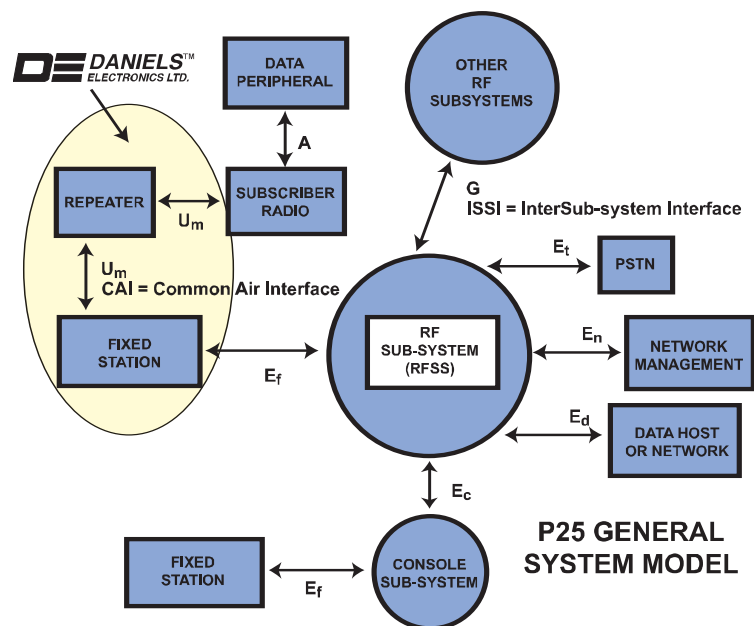 DE DANIELS™
ELECTRONICS LTD.
DATA
PERIPHERAL
OTHER
RF
SUBSYSTEMS
A
REPEATER
Um
SUBSCRIBER
RADIO
G
ISSI = InterSub-system Interface
Um
CAI = Common Air Interface
Et
PSTN
FIXED
STATION
Ef
RF
SUB-SYSTEM
(RFSS)
En
NETWORK
MANAGEMENT
Ed
DATA HOST
OR NETWORK
Ec
P25 GENERAL
SYSTEM MODEL
FIXED
STATION
Ef
CONSOLE
SUB-SYSTEM